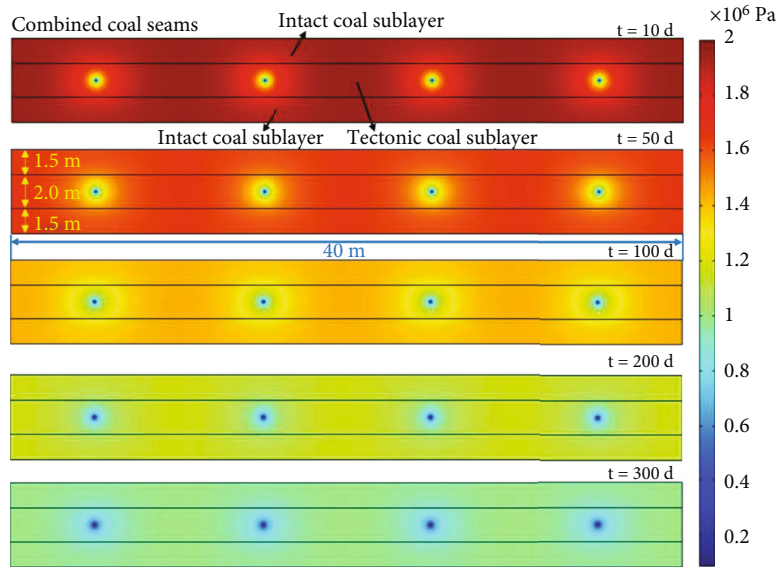 Combined coal seams
Intact coal sublayer
t = 10 d
×10⁶ Pa
Intact coal sublayer
Tectonic coal sublayer
t = 50 d
1.5 m
2.0 m
1.5 m
40 m
t = 100 d
t = 200 d
t = 300 d
2
1.8
1.6
1.4
1.2
1
0.8
0.6
0.4
0.2